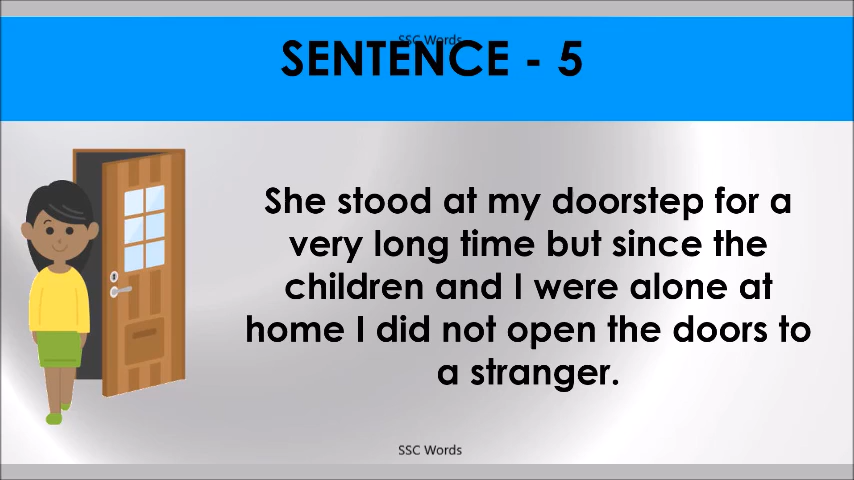 SSC Words
SENTENCE - 5
She stood at my doorstep for a
very long time but since the
children and I were alone at
home I did not open the doors to
a stranger.
SSC Words